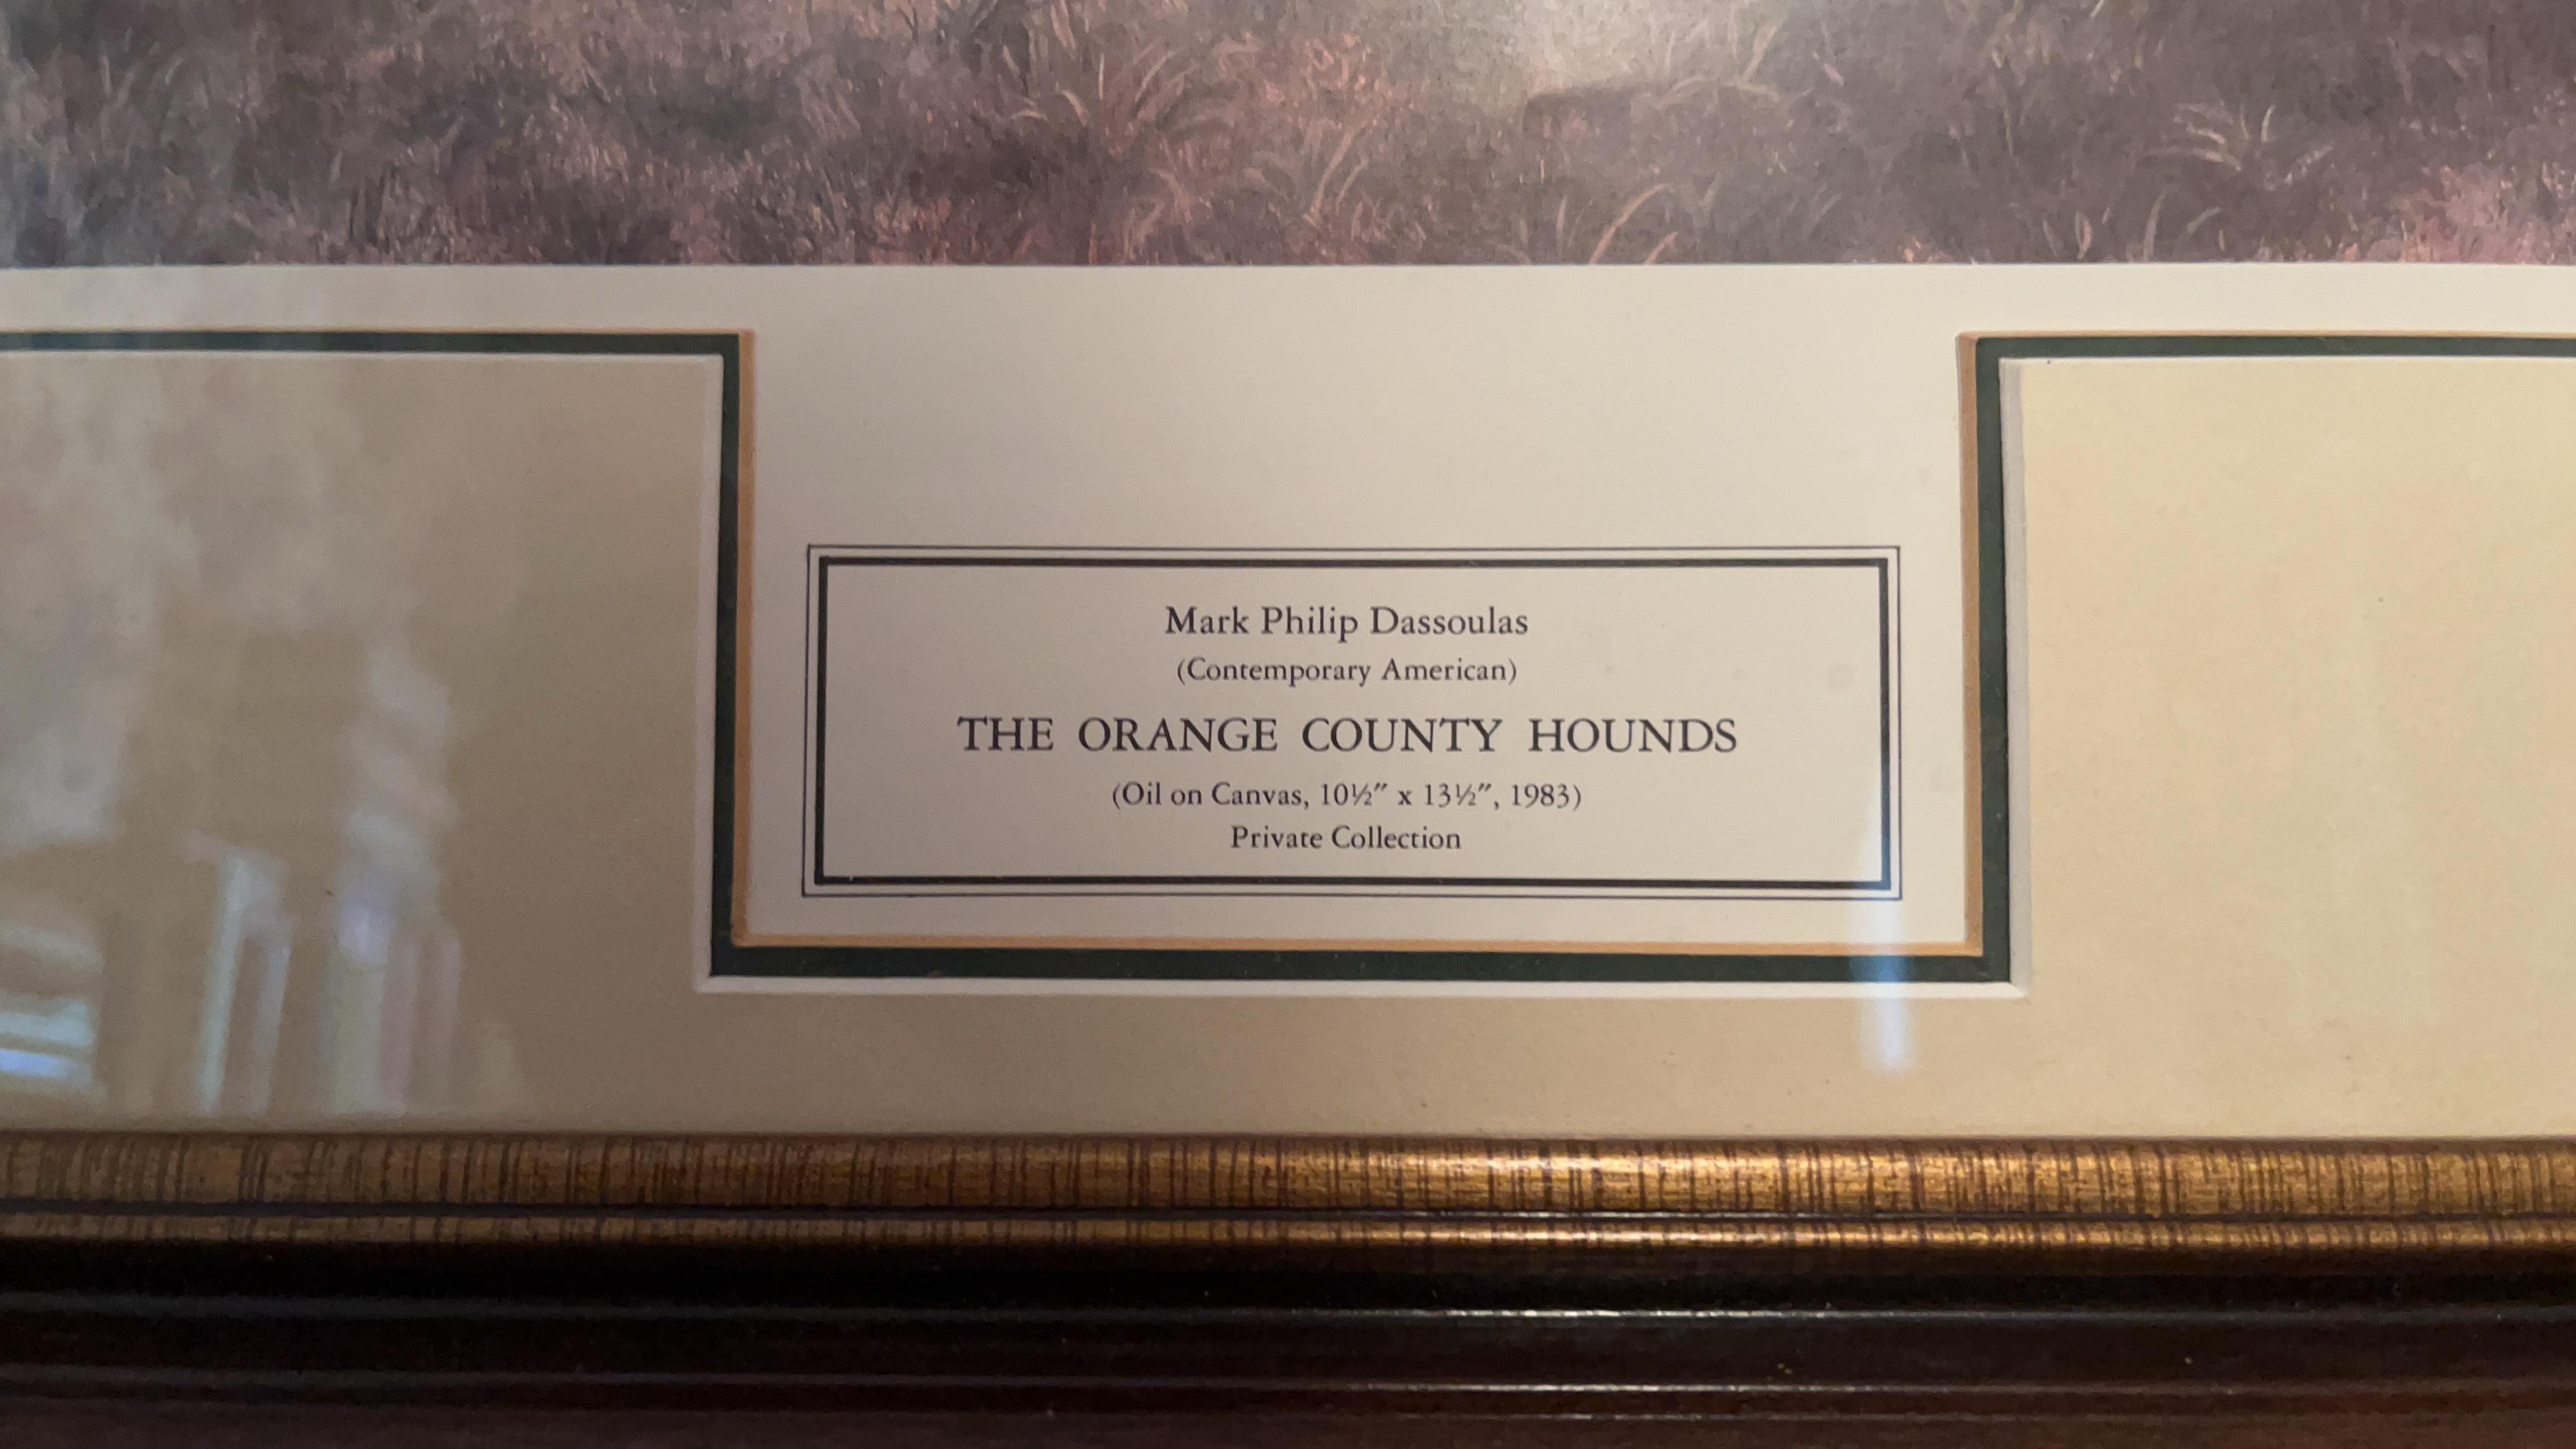 Mark Philip Dassoulas
(Contemporary American)
THE ORANGE COUNTY HOUNDS
(Oil on Canvas, 10½″ x 13½″, 1983)
Private Collection